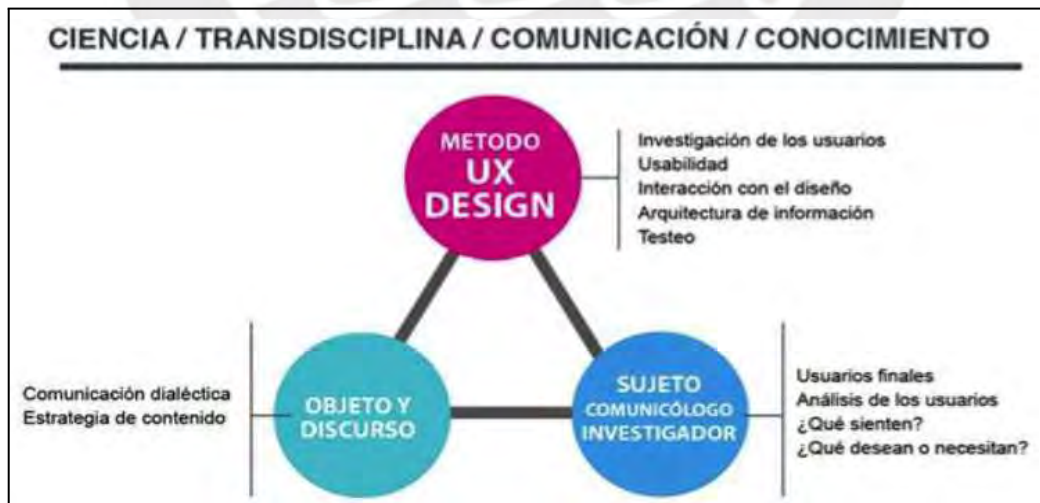 CIENCIA / TRANSDISCIPLINA / COMUNICACIÓN / CONOCIMIENTO
METODO
UX
DESIGN
Investigación de los usuarios
Usabilidad
Interacción con el diseño
Arquitectura de información
Testeo
Comunicación dialéctica
Estrategia de contenido
OBJETO Y
DISCURSO
SUJETO
COMUNICÓLOGO
INVESTIGADOR
Usuarios finales
Análisis de los usuarios
¿Qué sienten?
¿Qué desean o necesitan?